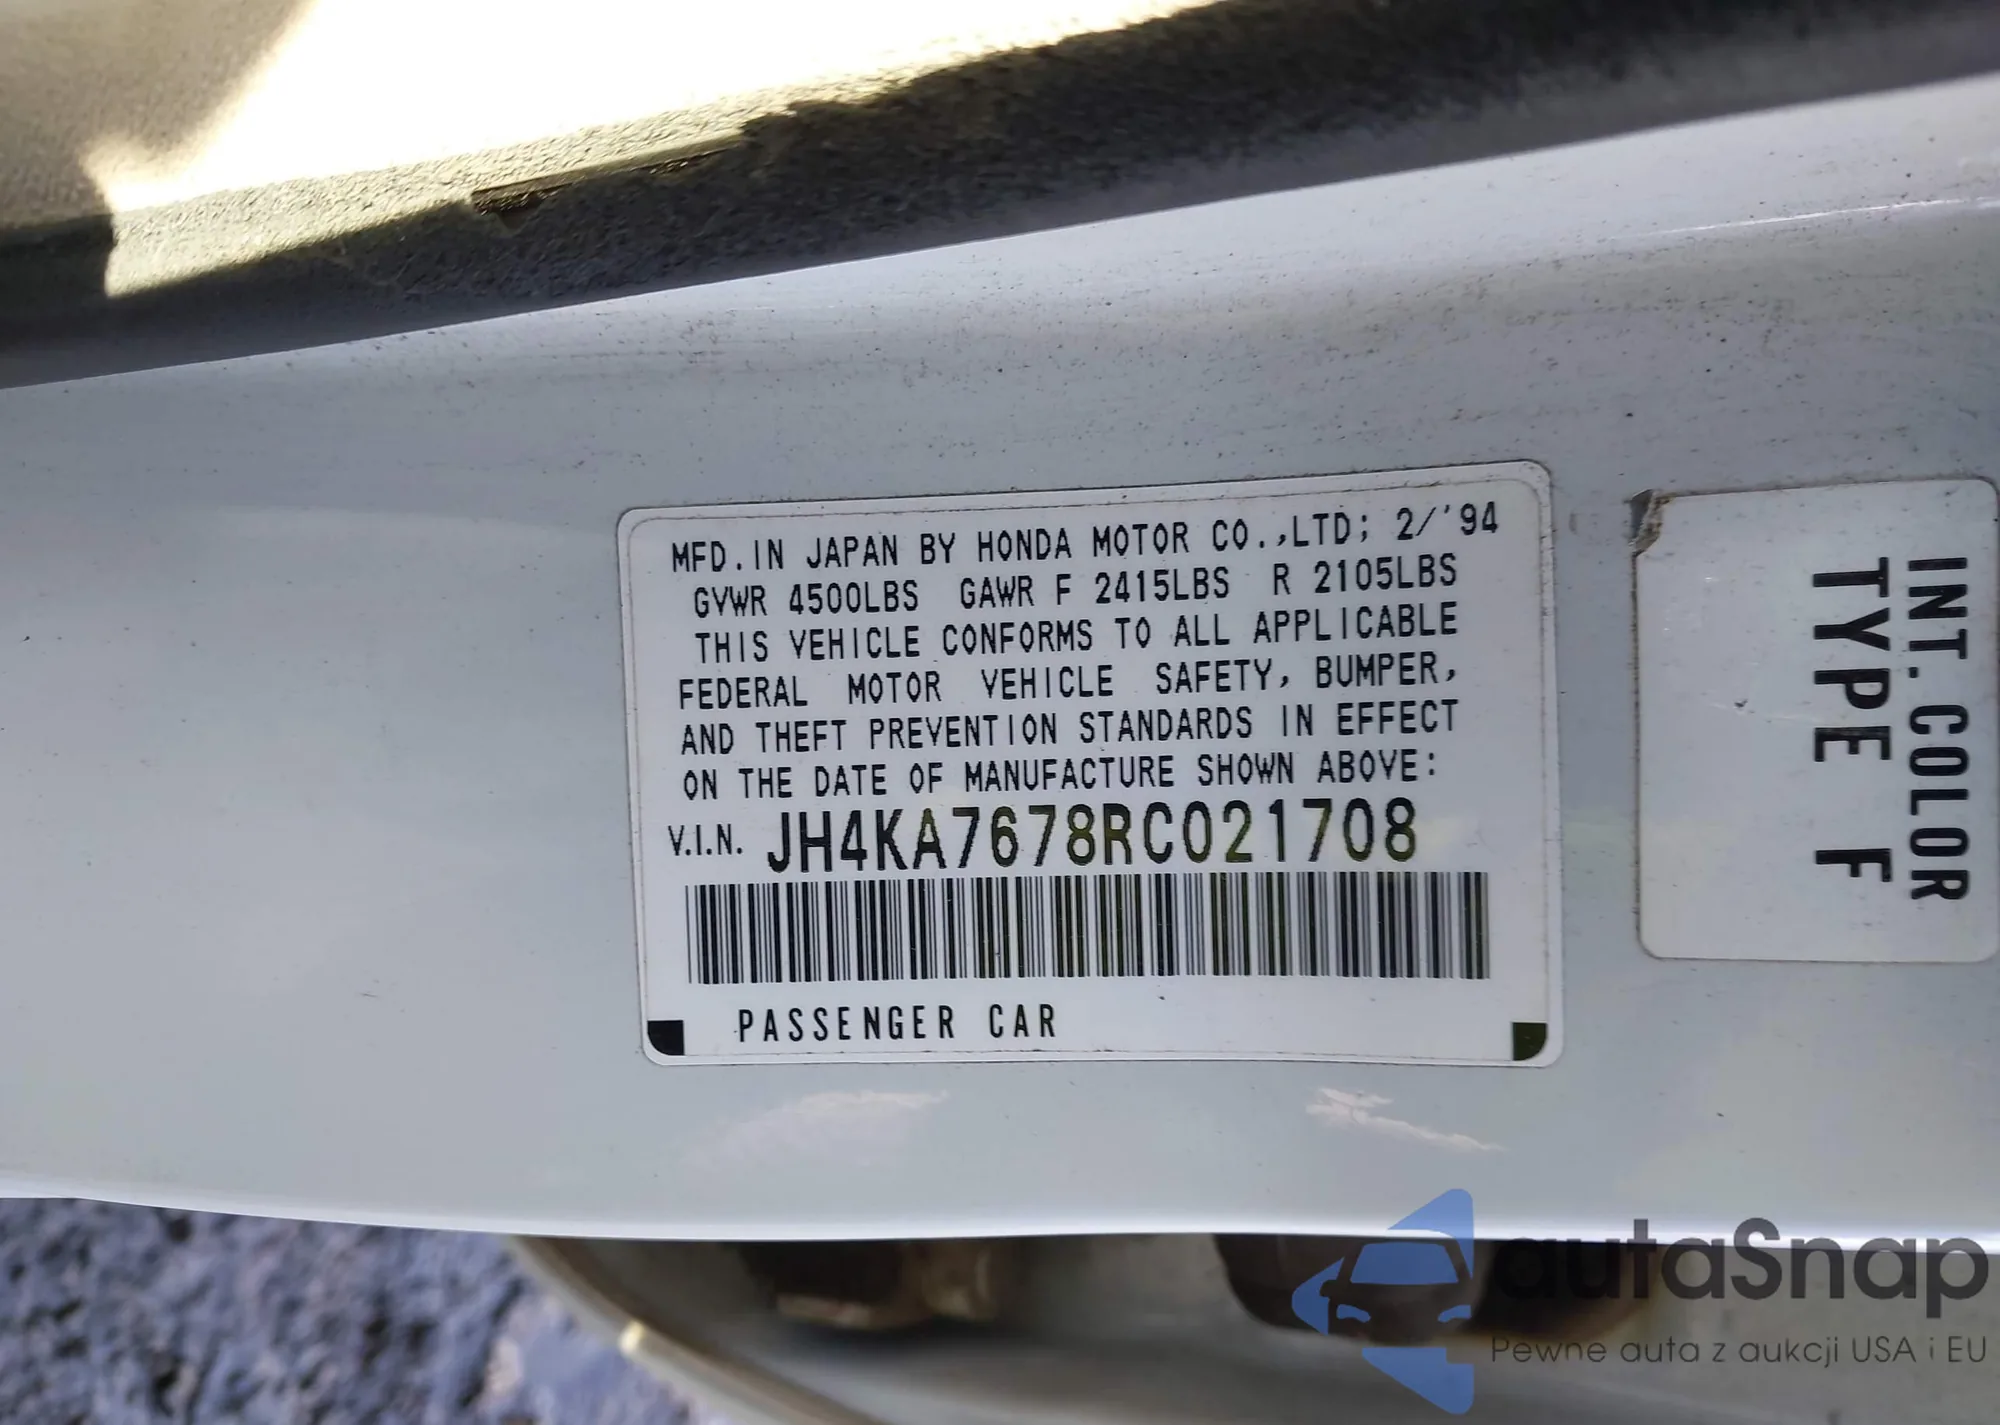 MFD. IN JAPAN BY HONDA MOTOR CO.,LTD; 2/'94
GVWR 4500LBS GAWR F 2415LBS R 2105LBS
THIS VEHICLE CONFORMS TO ALL APPLICABLE
FEDERAL MOTOR VEHICLE SAFETY, BUMPER,
AND THEFT PREVENTION STANDARDS IN EFFECT
ON THE DATE OF MANUFACTURE SHOWN ABOVE:
V.I.N. JH4KA7678RC021708
PASSENGER CAR
INT. COLOR
TYPE F
autaSnap
Pewne auta z aukcji USA i EU